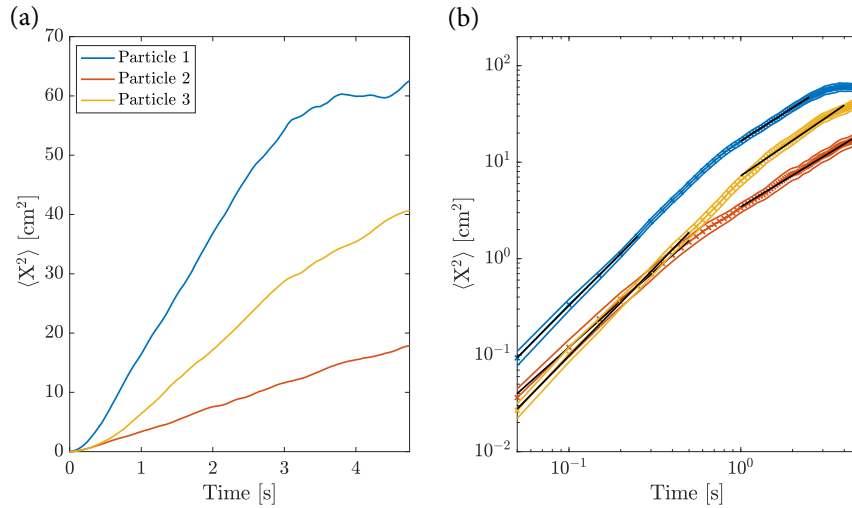 (a)
70
60
50
40
30
20
10
0
⟨X²⟩ [cm²]
Particle 1
Particle 2
Particle 3
0 1 2 3 4
Time [s]
(b)
10²
10¹
10⁰
10⁻¹
10⁻²
⟨X²⟩ [cm²]
10⁻¹ 10⁰
Time [s]